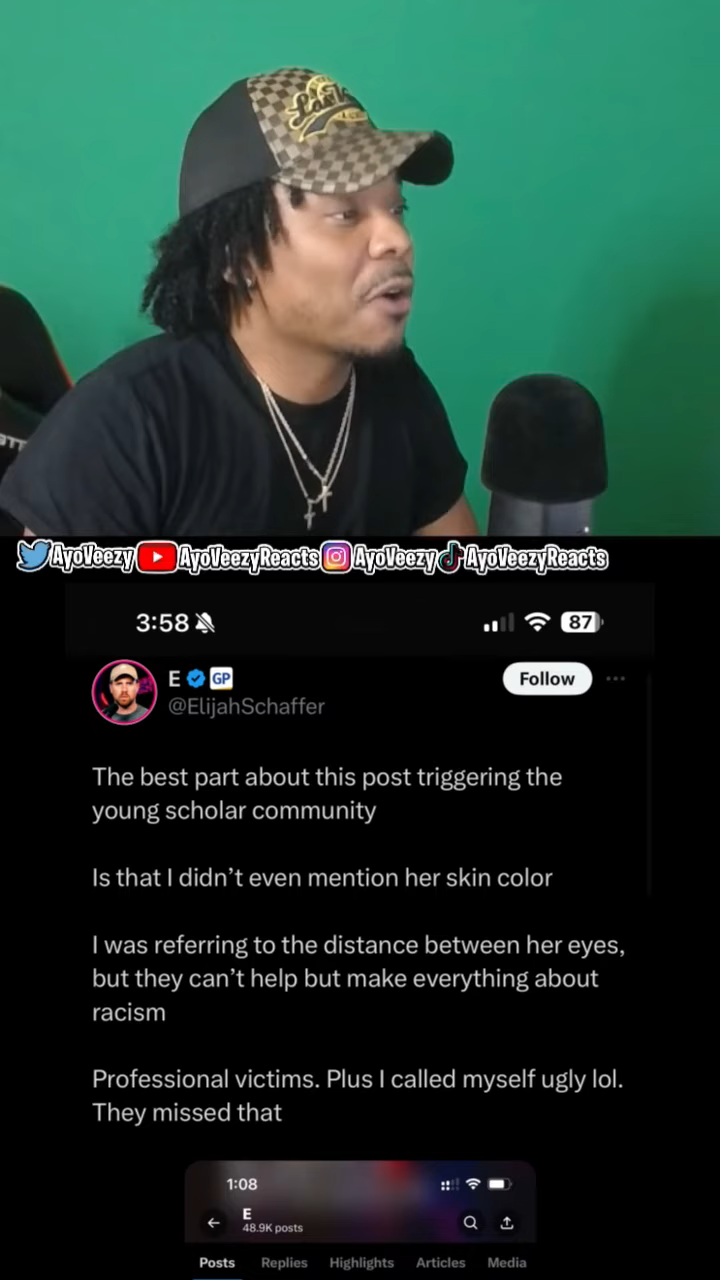 AyoVeezy AyoVeezyReacts AyoVeezy AyoVeezyReacts
3:58 87
E GP Follow
@ElijahSchaffer
The best part about this post triggering the
young scholar community
Is that I didn’t even mention her skin color
I was referring to the distance between her eyes,
but they can’t help but make everything about
racism
Professional victims. Plus I called myself ugly lol.
They missed that
1:08
E
48.9K posts
Posts Replies Highlights Articles Media